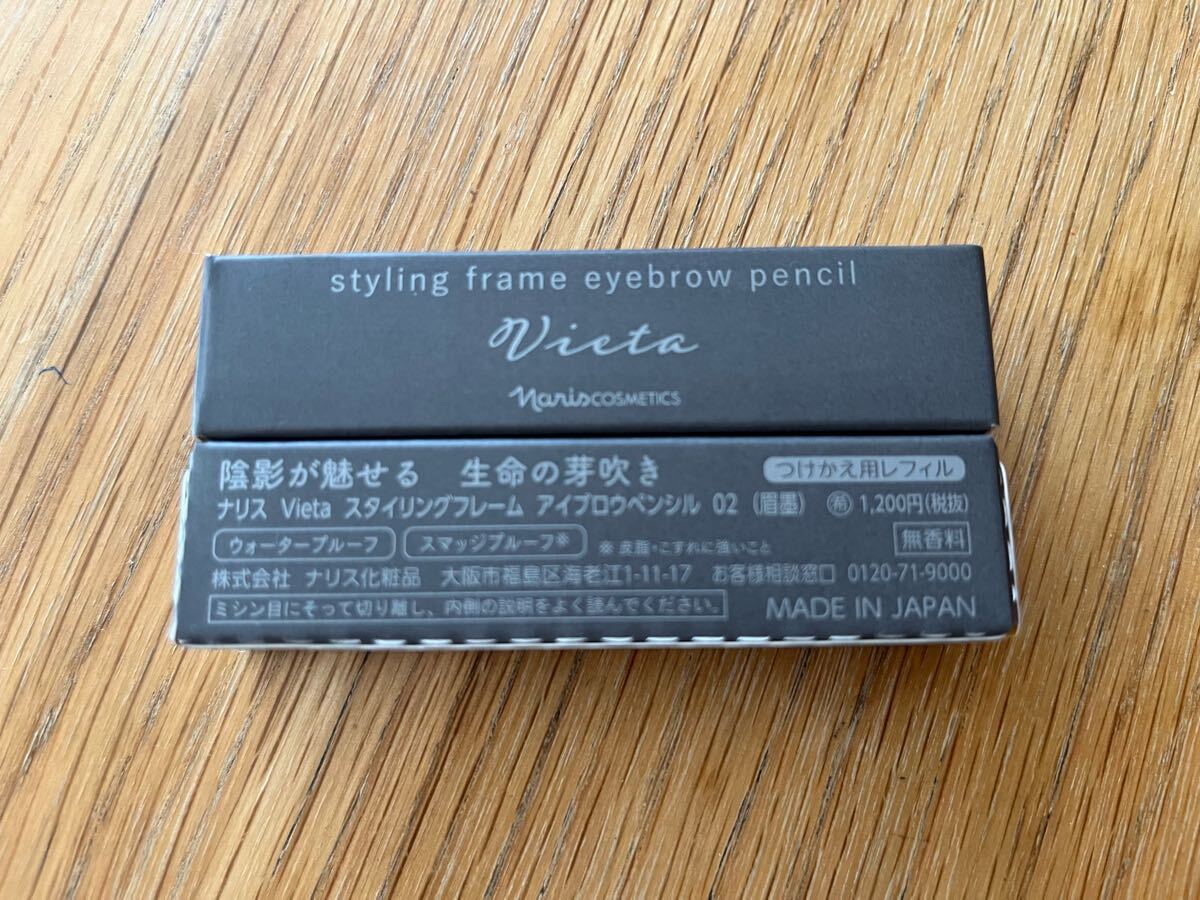 styling frame eyebrow pencil
Vieta
naris COSMETICS
陰影が魅せる　生命の芽吹き　つけかえ用レフィル
ナリス Vieta スタイリングフレーム アイブロウペンシル 02 (眉墨) ㊙ 1,200円(税抜)
ウォータープルーフ スマッジプルーフ※ ※ 皮脂・こすれに強いこと 無香料
株式会社 ナリス化粧品 大阪市福島区海老江1-11-17 お客様相談窓口 0120-71-9000
ミシン目にそって切り離し、内側の説明をよく読んでください。 MADE IN JAPAN